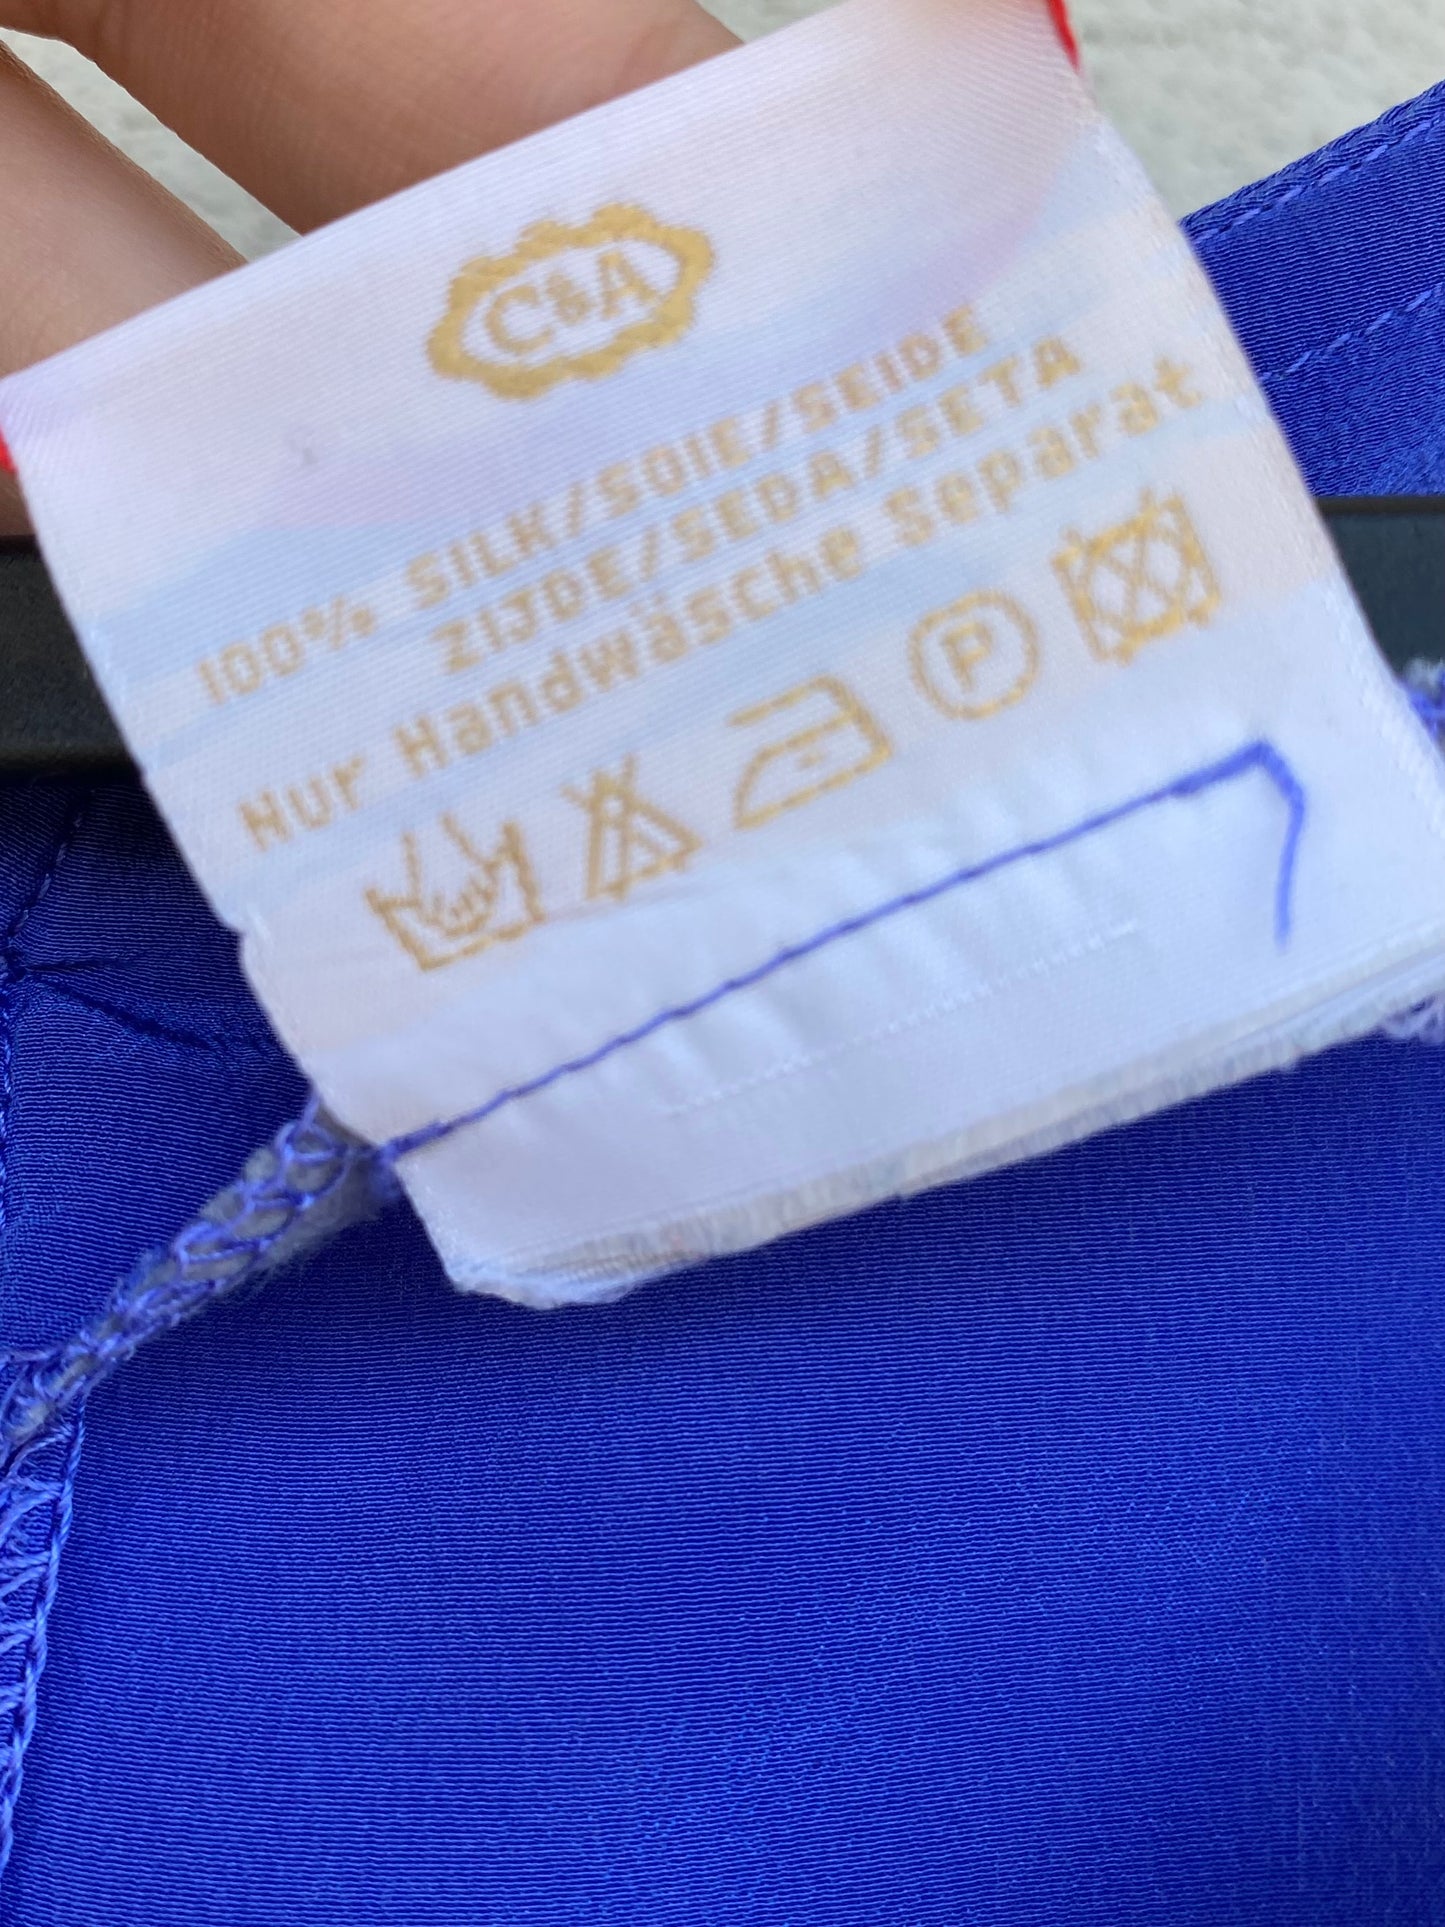 C&A
100% SILK/SOIE/SEIDE
ZIJDE/SEDA/SETA
Nur Handwäsche Separat
P